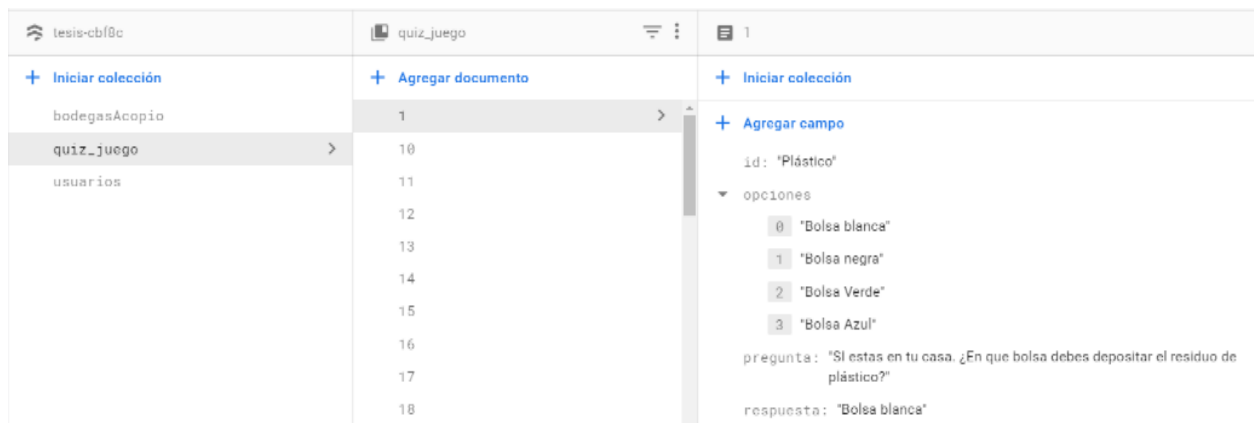 tesis-cbf8c
quiz_juego
1
Iniciar colección
Agregar documento
Iniciar colección
bodegasAcopio
quiz_juego
usuarios
1
10
11
12
13
14
15
16
17
18
Agregar campo
id: "Plástico"
opciones
0 "Bolsa blanca"
1 "Bolsa negra"
2 "Bolsa Verde"
3 "Bolsa Azul"
pregunta: "SI estas en tu casa. ¿En que bolsa debes depositar el residuo de
plástico?"
respuesta: "Bolsa blanca"